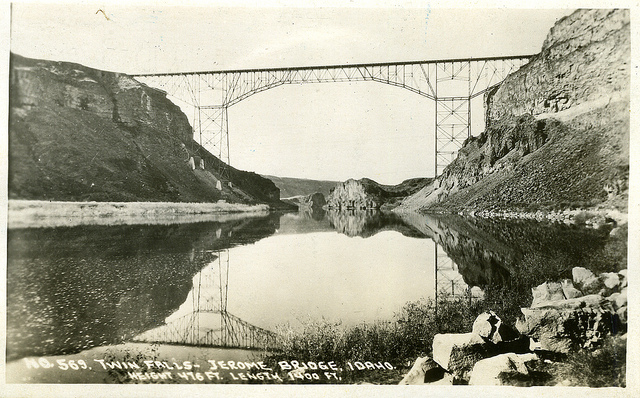 NO. 569. TWIN FALLS - JEROME BRIDGE. IDAHO.
HEIGHT 476 FT. LENGTH 1400 FT.